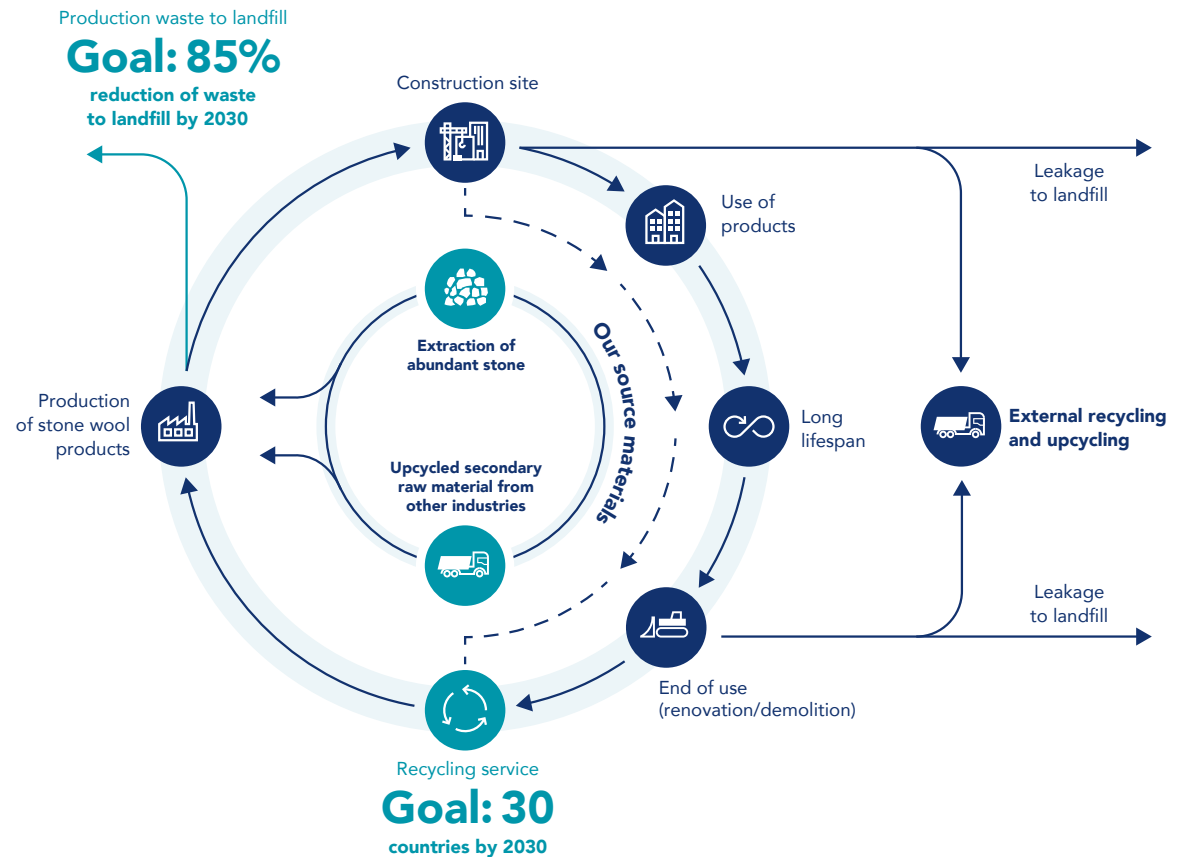 Production waste to landfill
Goal: 85%
reduction of waste
to landfill by 2030
Construction site
Leakage
to landfill
Use of
products
Extraction of
abundant stone
Our source materials
Production
of stone wool
products
Long
lifespan
External recycling
and upcycling
Upcycled secondary
raw material from
other industries
Leakage
to landfill
End of use
(renovation/demolition)
Recycling service
Goal: 30
countries by 2030